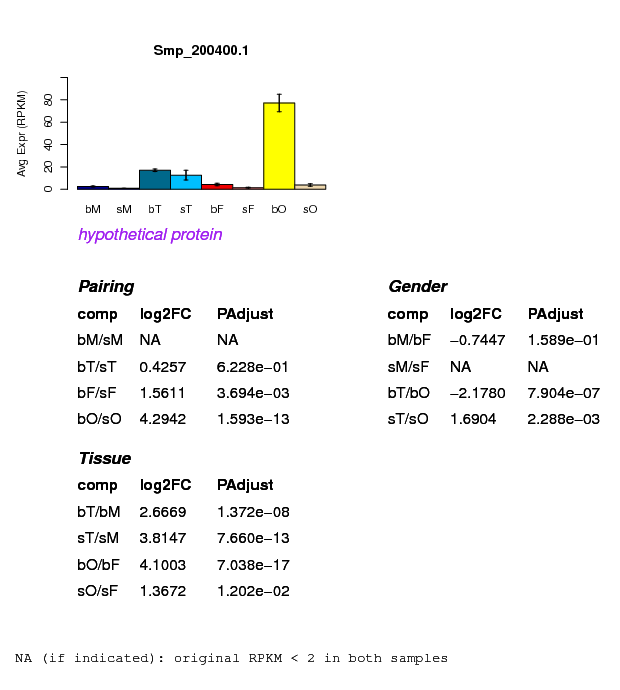 Smp_200400.1
Avg Expr (RPKM)
0 20 40 60 80
bM sM bT sT bF sF bO sO
hypothetical protein
Pairing
comp log2FC PAdjust
bM/sM NA NA
bT/sT 0.4257 6.228e−01
bF/sF 1.5611 3.694e−03
bO/sO 4.2942 1.593e−13
Gender
comp log2FC PAdjust
bM/bF −0.7447 1.589e−01
sM/sF NA NA
bT/bO −2.1780 7.904e−07
sT/sO 1.6904 2.288e−03
Tissue
comp log2FC PAdjust
bT/bM 2.6669 1.372e−08
sT/sM 3.8147 7.660e−13
bO/bF 4.1003 7.038e−17
sO/sF 1.3672 1.202e−02
NA (if indicated): original RPKM < 2 in both samples